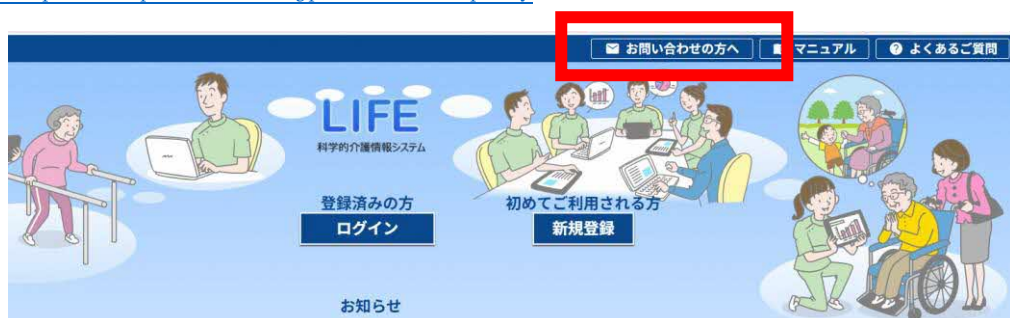 お問い合わせの方へ
マニュアル
よくあるご質問
LIFE
科学的介護情報システム
登録済みの方
初めてご利用される方
ログイン
新規登録
お知らせ